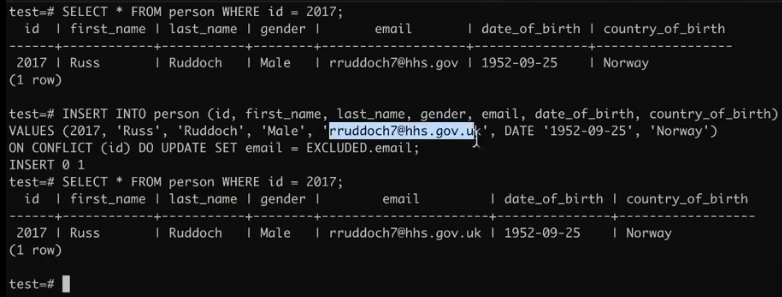 test=# SELECT * FROM person WHERE id = 2017;
id | first_name | last_name | gender | email | date_of_birth | country_of_birth
------+------------+-----------+--------+------------------+---------------+------------------
2017 | Russ | Ruddoch | Male | rruddoch7@hhs.gov | 1952-09-25 | Norway
(1 row)
test=# INSERT INTO person (id, first_name, last_name, gender, email, date_of_birth, country_of_birth)
VALUES (2017, 'Russ', 'Ruddoch', 'Male', 'rruddoch7@hhs.gov.uk', DATE '1952-09-25', 'Norway')
ON CONFLICT (id) DO UPDATE SET email = EXCLUDED.email;
INSERT 0 1
test=# SELECT * FROM person WHERE id = 2017;
id | first_name | last_name | gender | email | date_of_birth | country_of_birth
------+------------+-----------+--------+----------------------+---------------+------------------
2017 | Russ | Ruddoch | Male | rruddoch7@hhs.gov.uk | 1952-09-25 | Norway
(1 row)
test=#